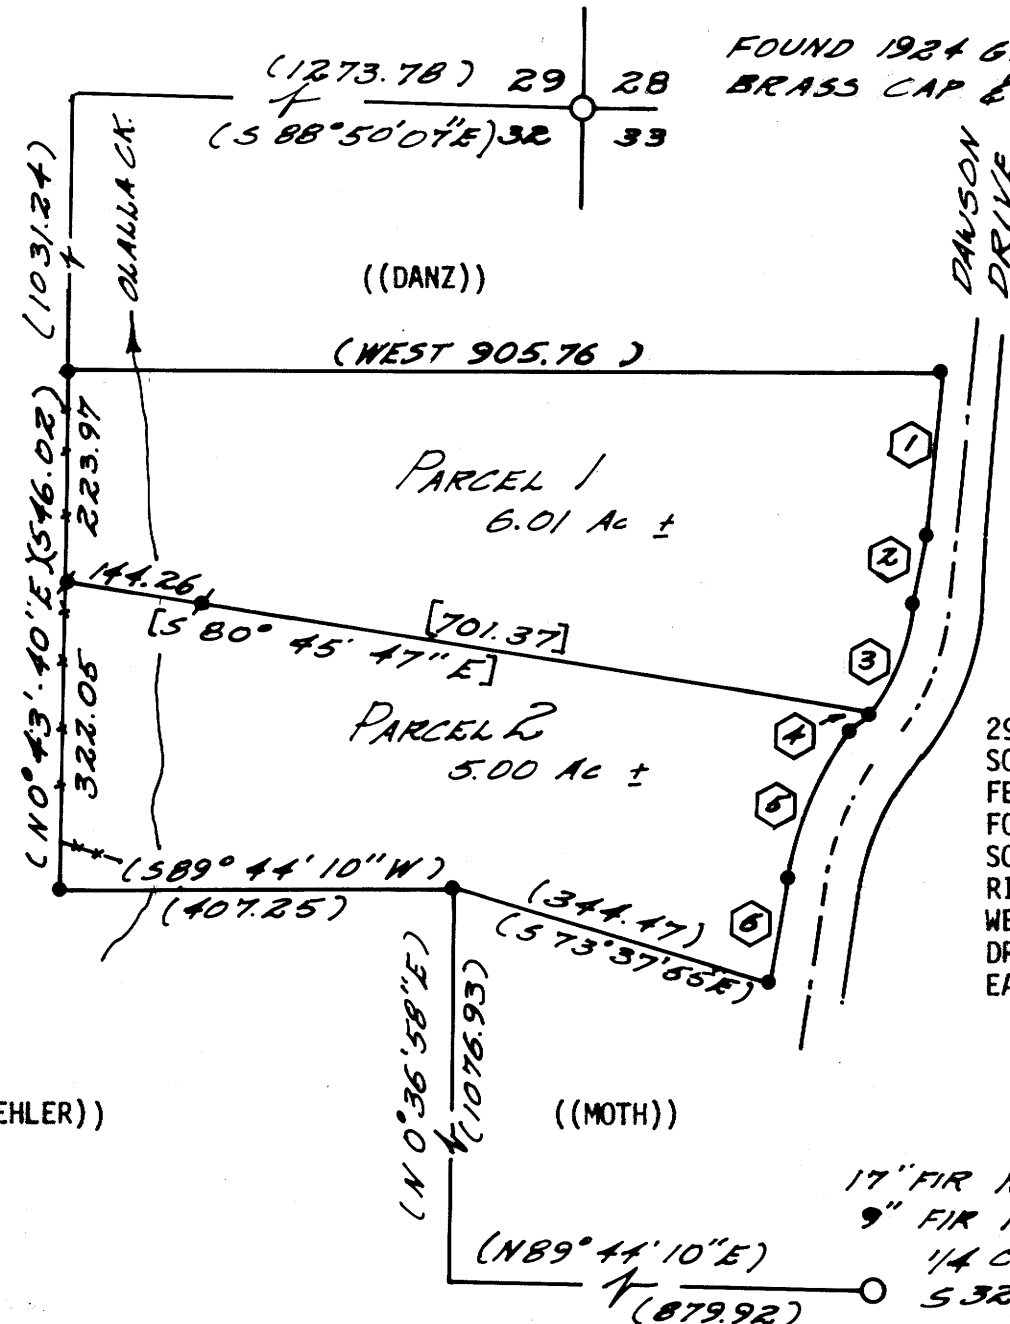 (1273.78)
29 28
FOUND 1924 G
BRASS CAP &
(S 88°50'07"E) 32 33
(1031.24)
OLALLA CK.
DAWSON
DRIVE
((DANZ))
(WEST 905.76 )
(N 0°43'.40"E)(546.02)
223.97
PARCEL 1
6.01 Ac ±
1
2
3
4
5
6
144.26
[701.37]
[S 80° 45' 47" E]
322.05
PARCEL 2
5.00 Ac ±
(S89° 44' 10" W)
(407.25)
(344.47)
(S 73°37'55"E)
29
SO
FE
FO
SO
RI
WE
DR
EA
(N 0°36'58"E)
(1076.93)
EHLER))
((MOTH))
17" FIR
9" FIR
1/4 C
S 32
(N89° 44' 10"E)
(879.92)